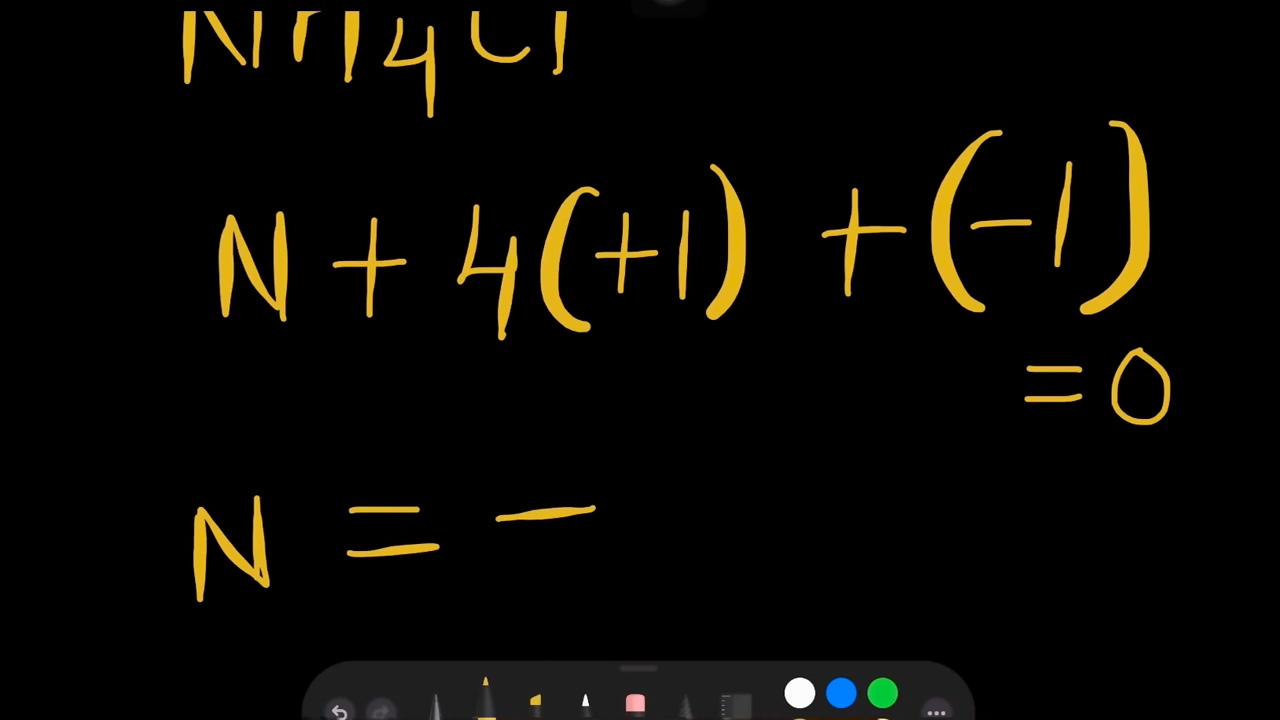 NH4Cl
N + 4(+1) + (-1)
= 0
N = -